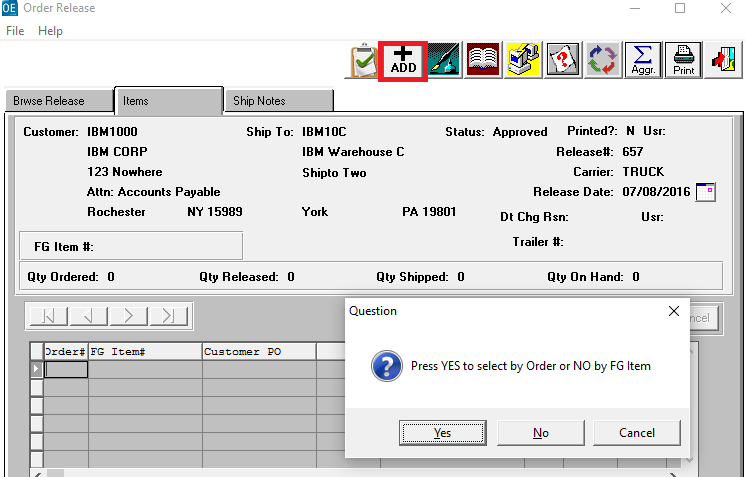 OE Order Release
File Help
ADD Σ Aggr. Print
Brwse Release Items Ship Notes
Customer: IBM1000 Ship To: IBM10C Status: Approved Printed?: N Usr:
IBM CORP IBM Warehouse C Release#: 657
123 Nowhere Shipto Two Carrier: TRUCK
Attn: Accounts Payable Release Date: 07/08/2016
Rochester NY 15989 York PA 19801 Dt Chg Rsn: Usr:
FG Item #: Trailer #:
Qty Ordered: 0 Qty Released: 0 Qty Shipped: 0 Qty On Hand: 0
Question
ncel
Order# FG Item# Customer PO
Press YES to select by Order or NO by FG Item
Yes No Cancel